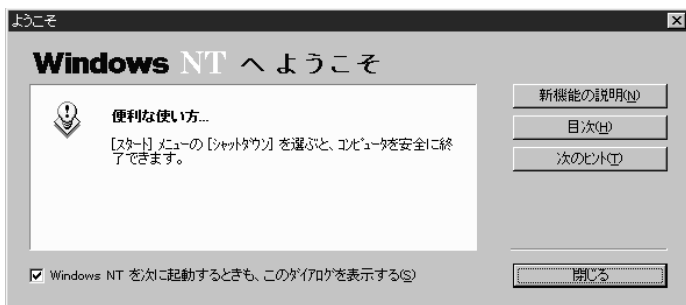 ようこそ
Windows NT へようこそ
便利な使い方...
[ｽﾀｰﾄ] ﾒﾆｭｰの [ｼｬｯﾄﾀﾞｳﾝ] を選ぶと、ｺﾝﾋﾟｭｰﾀを安全に終
了できます。
新機能の説明(N)
目次(H)
次のﾋﾝﾄ(T)
Windows NT を次に起動するときも、このﾀﾞｲｱﾛｸﾞを表示する(S)
閉じる